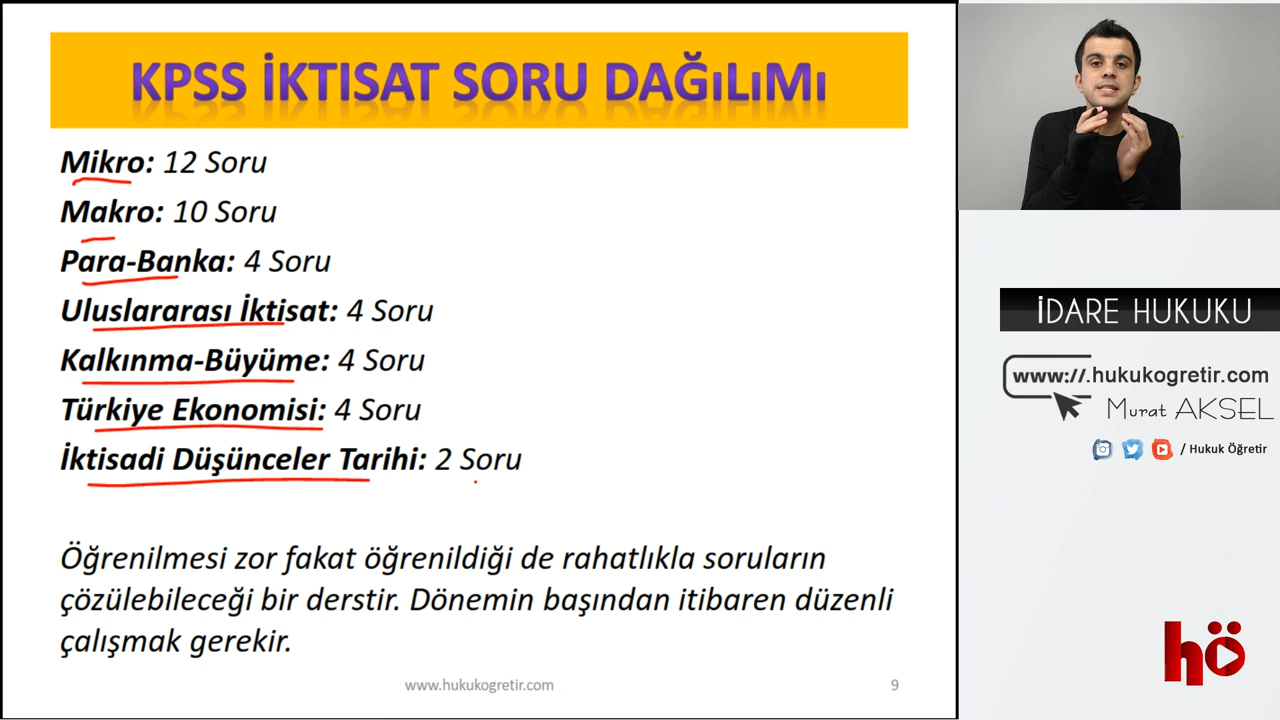 KPSS İKTISAT SORU DAĞıLıMı
Mikro: 12 Soru
Makro: 10 Soru
Para-Banka: 4 Soru
Uluslararası İktisat: 4 Soru
Kalkınma-Büyüme: 4 Soru
Türkiye Ekonomisi: 4 Soru
İktisadi Düşünceler Tarihi: 2 Soru
Öğrenilmesi zor fakat öğrenildiği de rahatlıkla soruların
çözülebileceği bir derstir. Dönemin başından itibaren düzenli
çalışmak gerekir.
www.hukukogretir.com
9
İDARE HUKUKU
www://.hukukogretir.com
Murat AKSEL
/ Hukuk Öğretir
hö